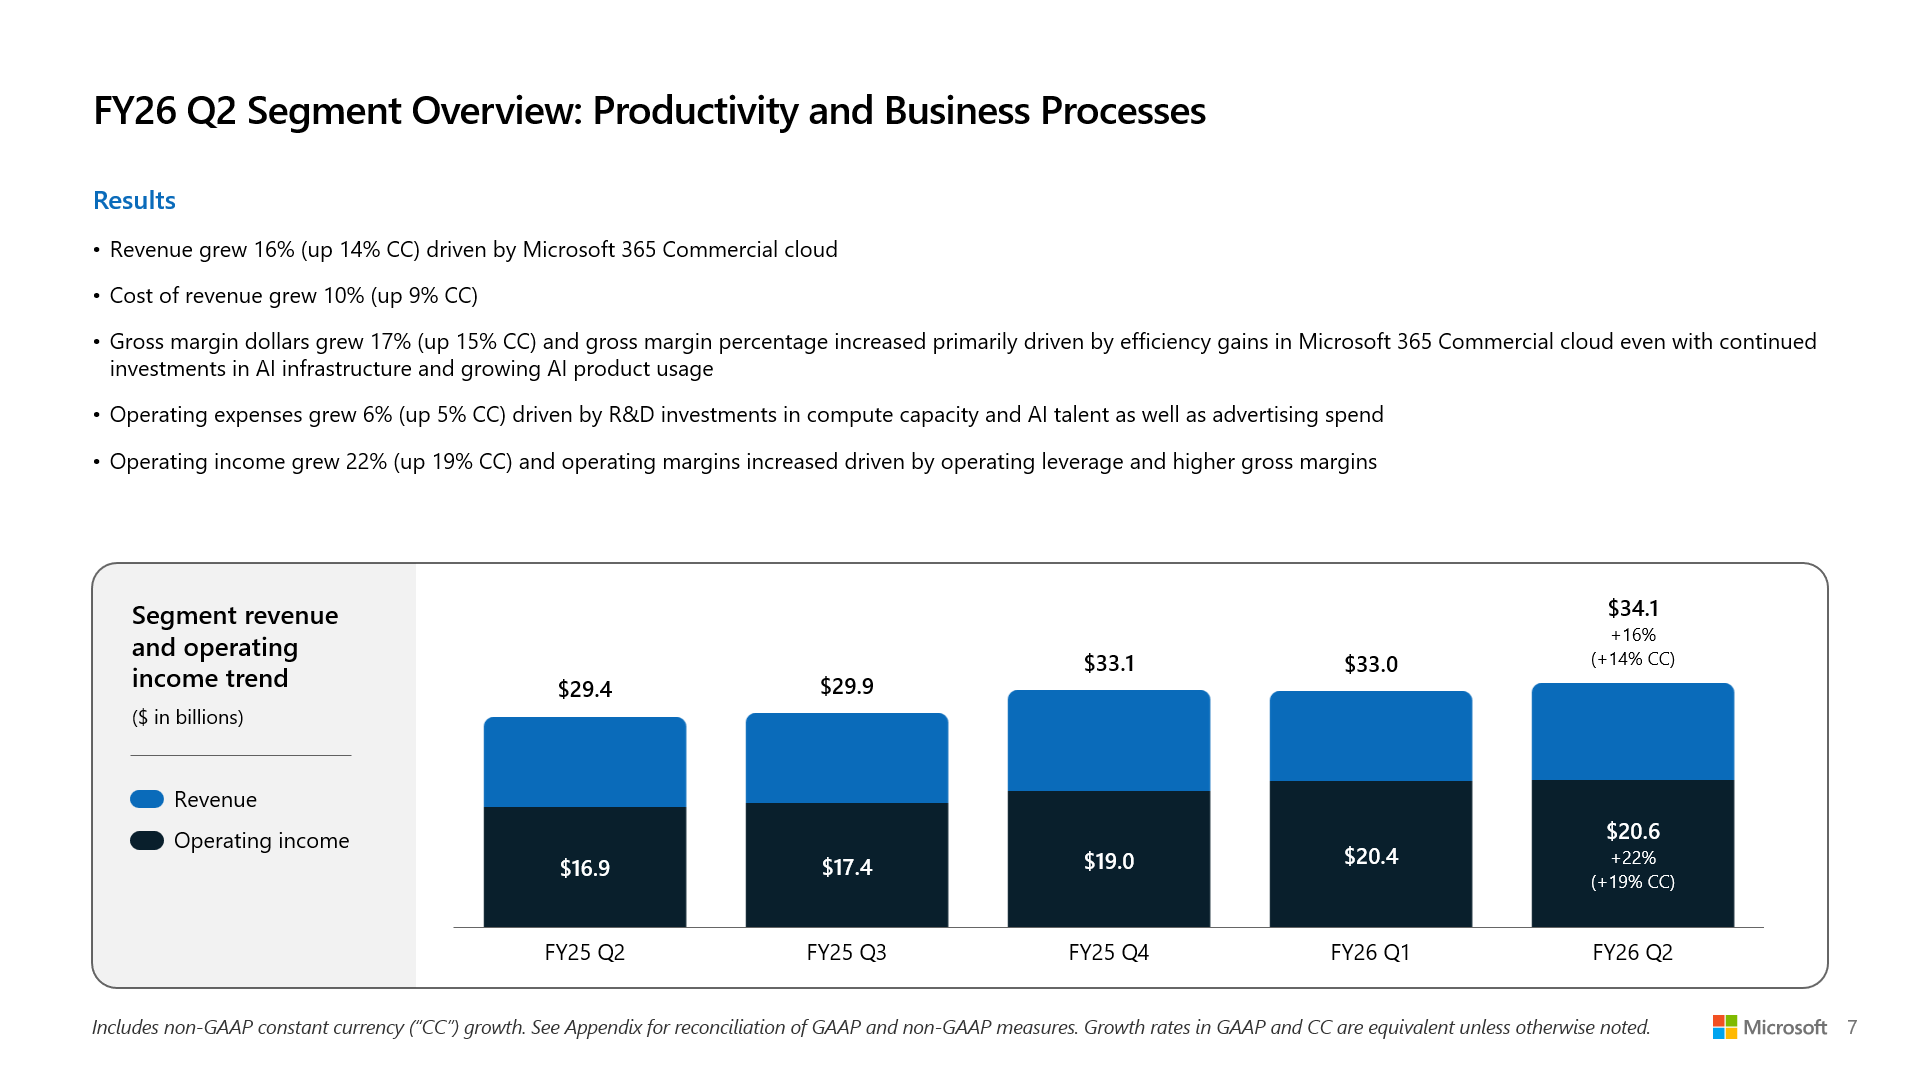 FY26 Q2 Segment Overview: Productivity and Business Processes
Results
• Revenue grew 16% (up 14% CC) driven by Microsoft 365 Commercial cloud
• Cost of revenue grew 10% (up 9% CC)
• Gross margin dollars grew 17% (up 15% CC) and gross margin percentage increased primarily driven by efficiency gains in Microsoft 365 Commercial cloud even with continued
investments in AI infrastructure and growing AI product usage
• Operating expenses grew 6% (up 5% CC) driven by R&D investments in compute capacity and AI talent as well as advertising spend
• Operating income grew 22% (up 19% CC) and operating margins increased driven by operating leverage and higher gross margins
Segment revenue
and operating
income trend
($ in billions)
Revenue
Operating income
$29.4
$16.9
FY25 Q2
$29.9
$17.4
FY25 Q3
$33.1
$19.0
FY25 Q4
$33.0
$20.4
FY26 Q1
$34.1
+16%
(+14% CC)
$20.6
+22%
(+19% CC)
FY26 Q2
Includes non-GAAP constant currency (“CC”) growth. See Appendix for reconciliation of GAAP and non-GAAP measures. Growth rates in GAAP and CC are equivalent unless otherwise noted.
Microsoft
7